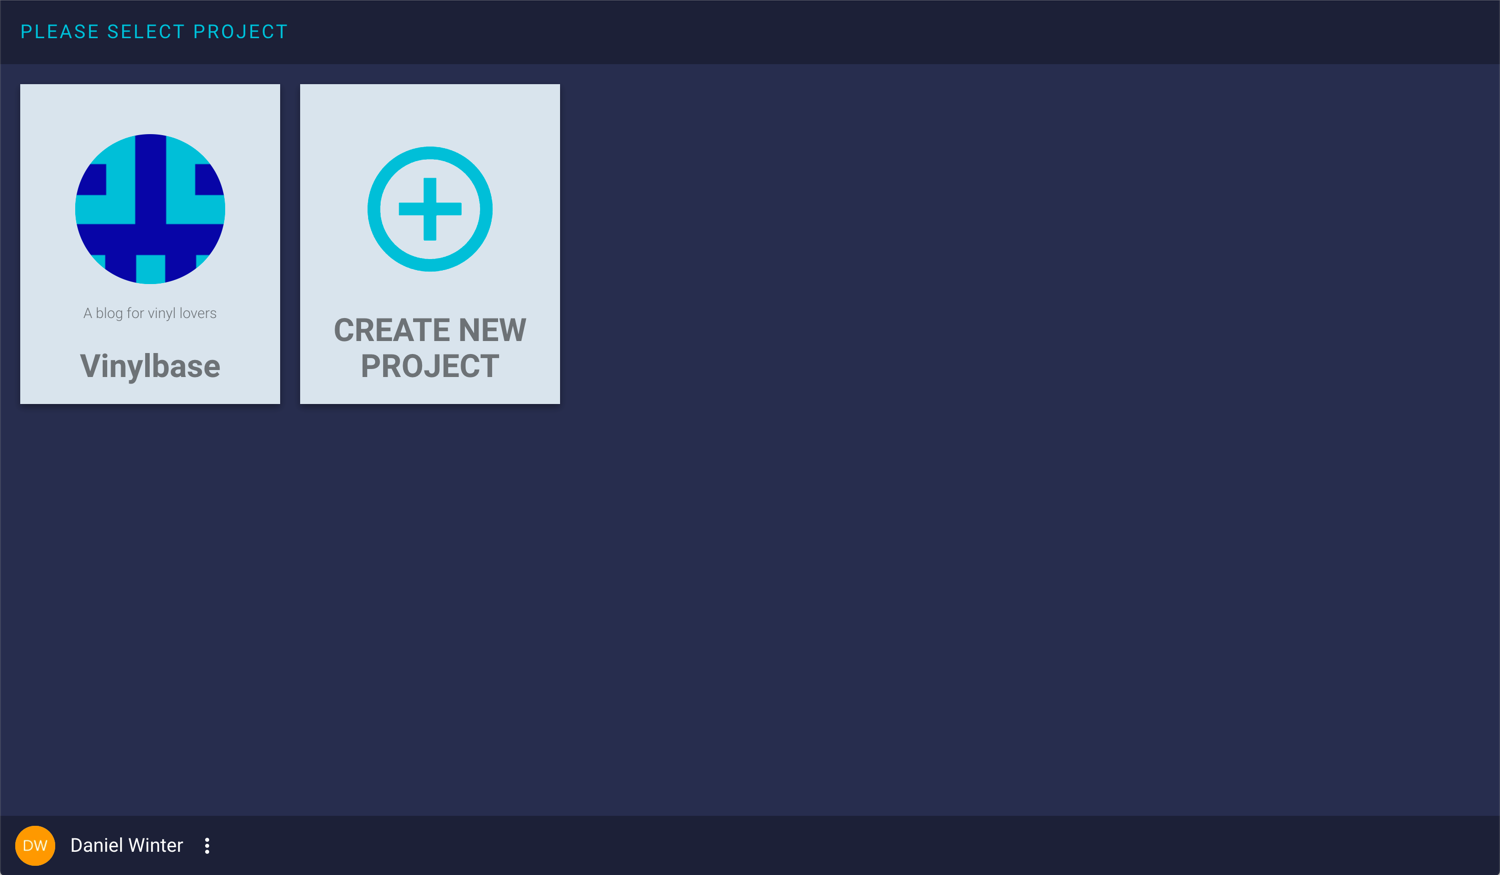 PLEASE SELECT PROJECT
A blog for vinyl lovers
Vinylbase
CREATE NEW
PROJECT
DW
Daniel Winter